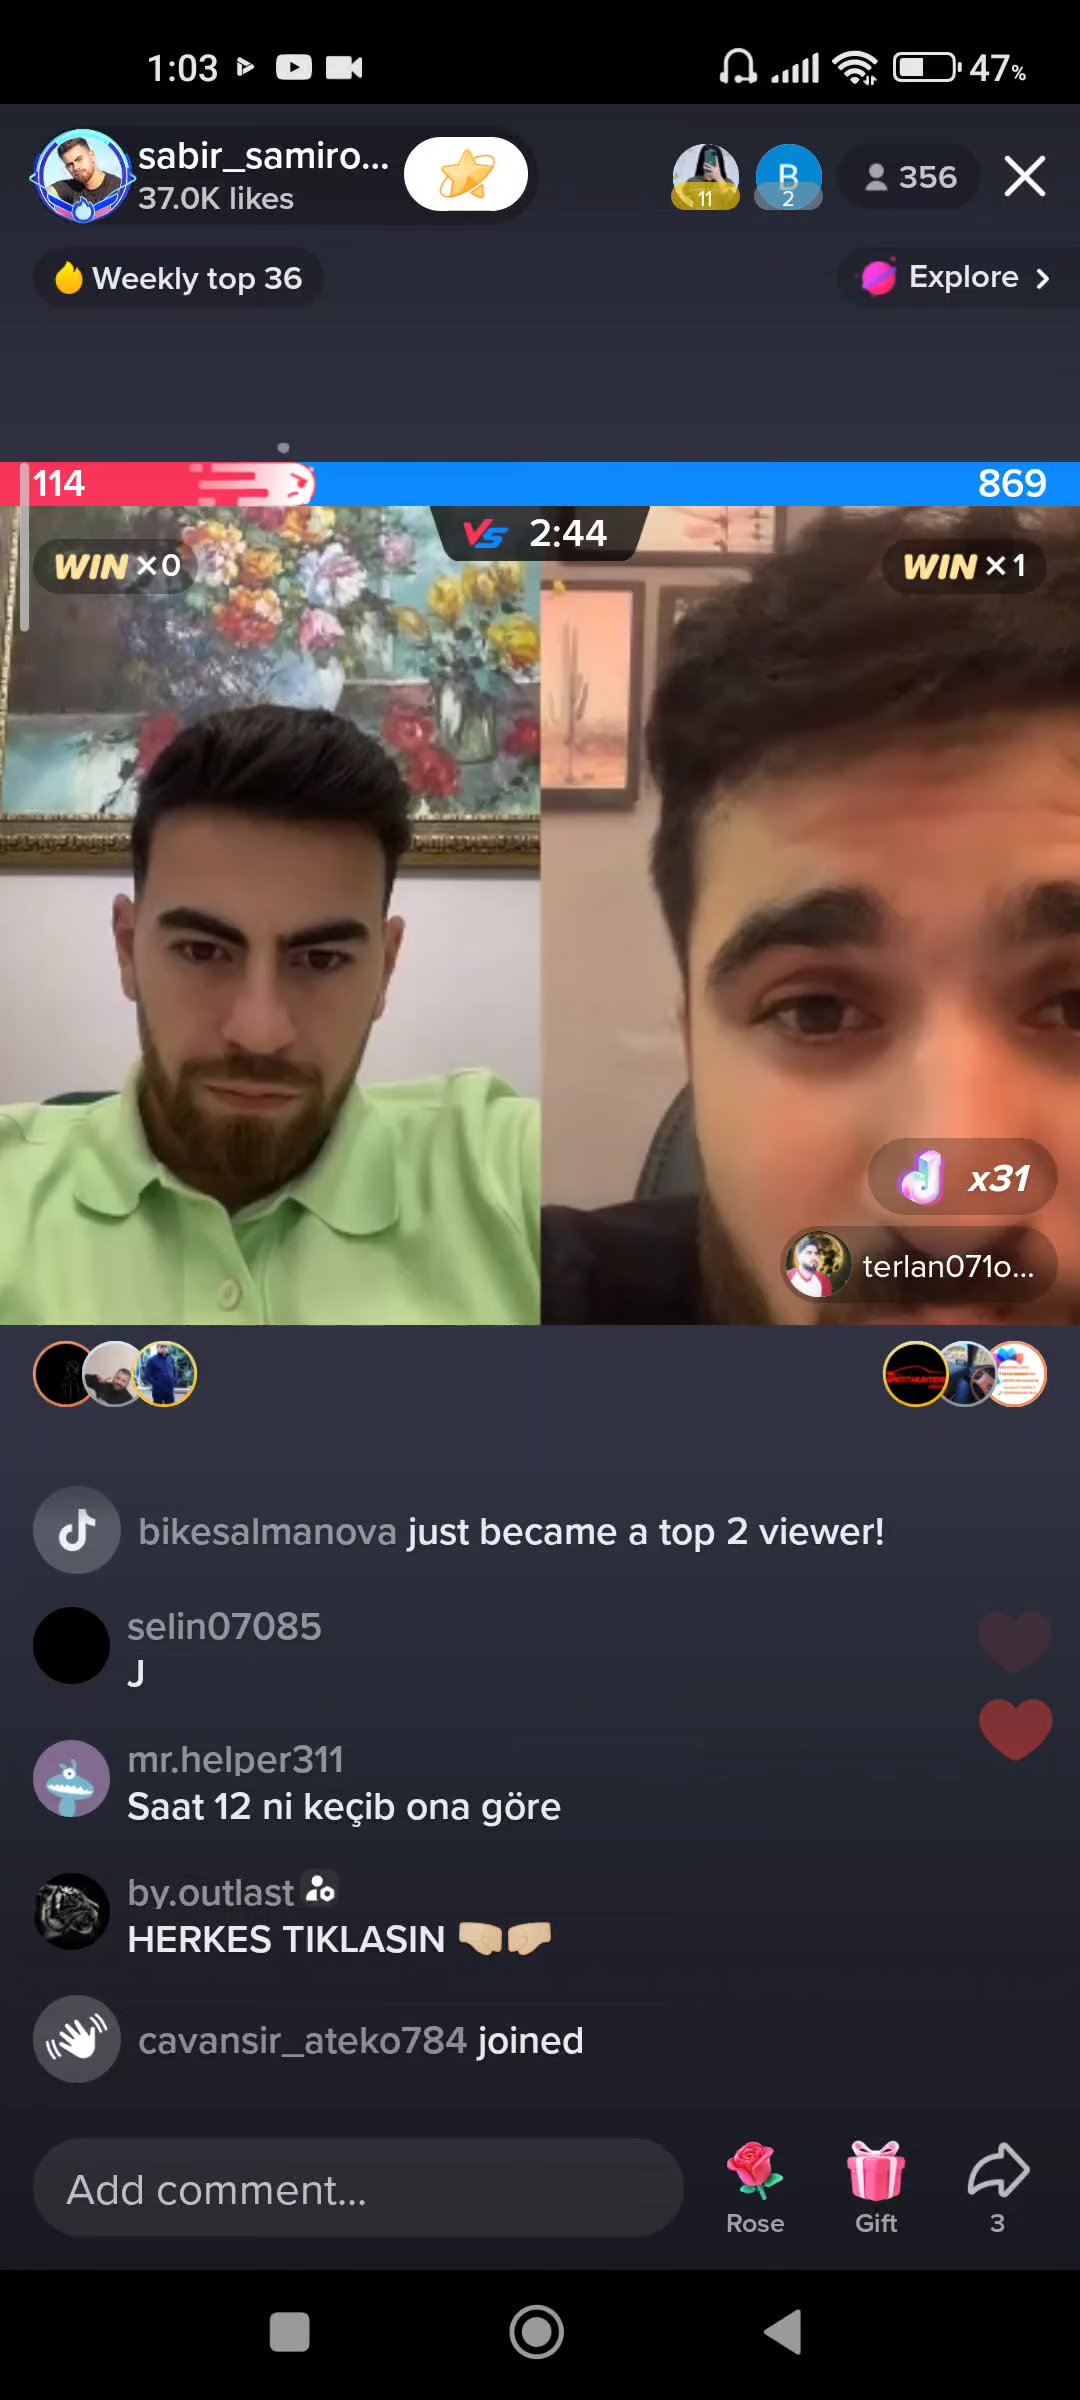 1:03
47%
sabir_samiro...
37.0K likes
11
B
2
356
Weekly top 36
Explore
114
869
VS 2:44
WIN ×0
WIN ×1
x31
terlan071o...
bikesalmanova just became a top 2 viewer!
selin07085
J
mr.helper311
Saat 12 ni keçib ona göre
by.outlast
HERKES TIKLASIN
cavansir_ateko784 joined
Add comment...
Rose
Gift
3